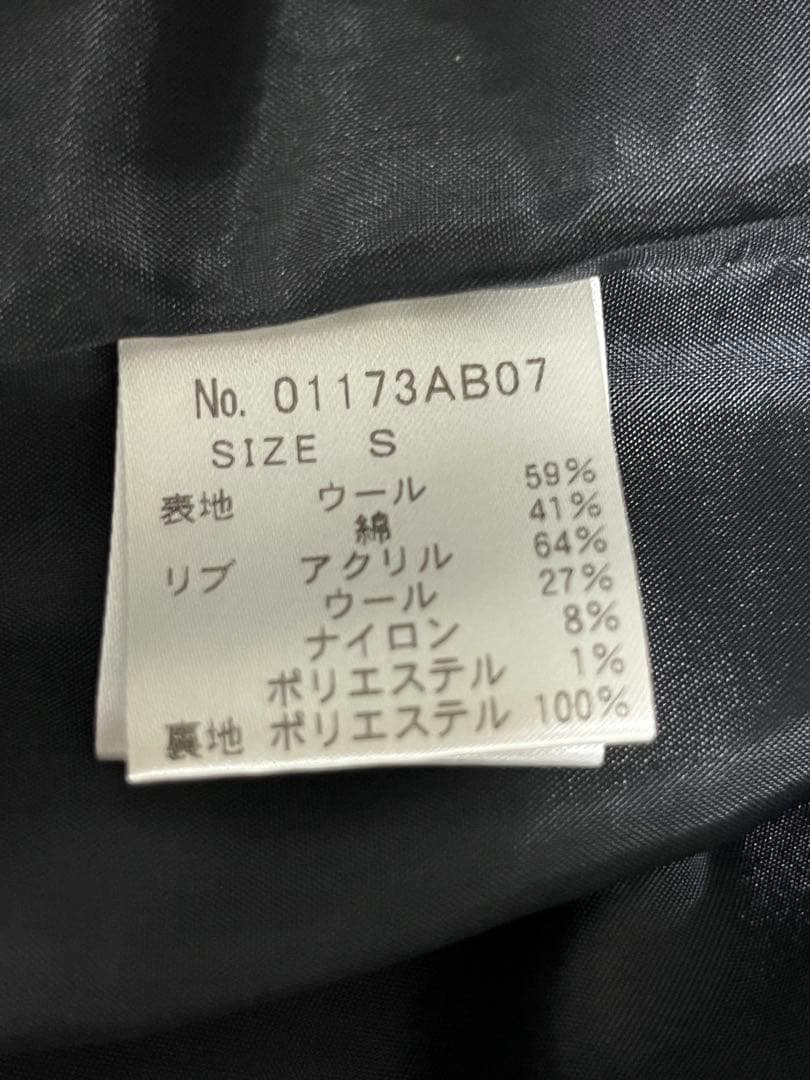 No. 01173AB07
SIZE S
表地 ウール 59%
綿 41%
リブ アクリル 64%
ウール 27%
ナイロン 8%
ポリエステル 1%
裏地 ポリエステル 100%